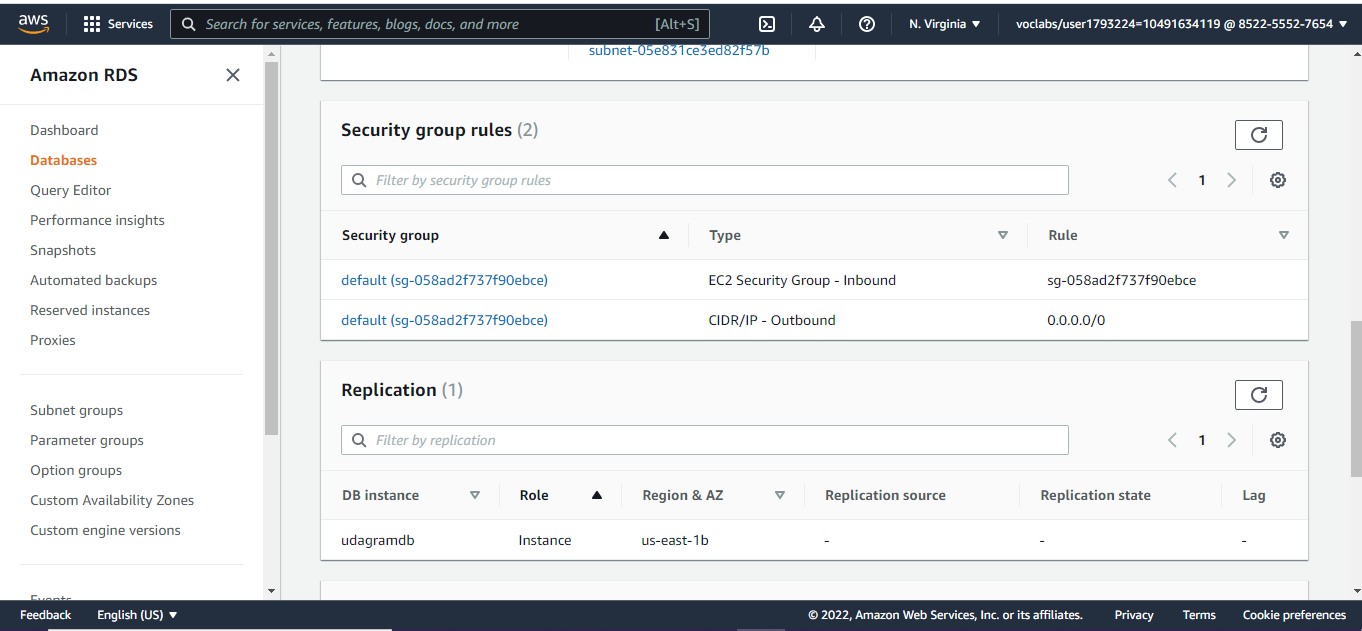 aws Services Search for services, features, blogs, docs, and more [Alt+S] N. Virginia voclabs/user1793224=10491634119 @ 8522-5552-7654
Amazon RDS
Dashboard
Databases
Query Editor
Performance insights
Snapshots
Automated backups
Reserved instances
Proxies
Subnet groups
Parameter groups
Option groups
Custom Availability Zones
Custom engine versions
Events
subnet-05e831ce3ed82f57b
Security group rules (2)
Filter by security group rules
1
Security group Type Rule
default (sg-058ad2f737f90ebce) EC2 Security Group - Inbound sg-058ad2f737f90ebce
default (sg-058ad2f737f90ebce) CIDR/IP - Outbound 0.0.0.0/0
Replication (1)
Filter by replication
1
DB instance Role Region & AZ Replication source Replication state Lag
udagramdb Instance us-east-1b - - -
Feedback English (US) © 2022, Amazon Web Services, Inc. or its affiliates. Privacy Terms Cookie preferences